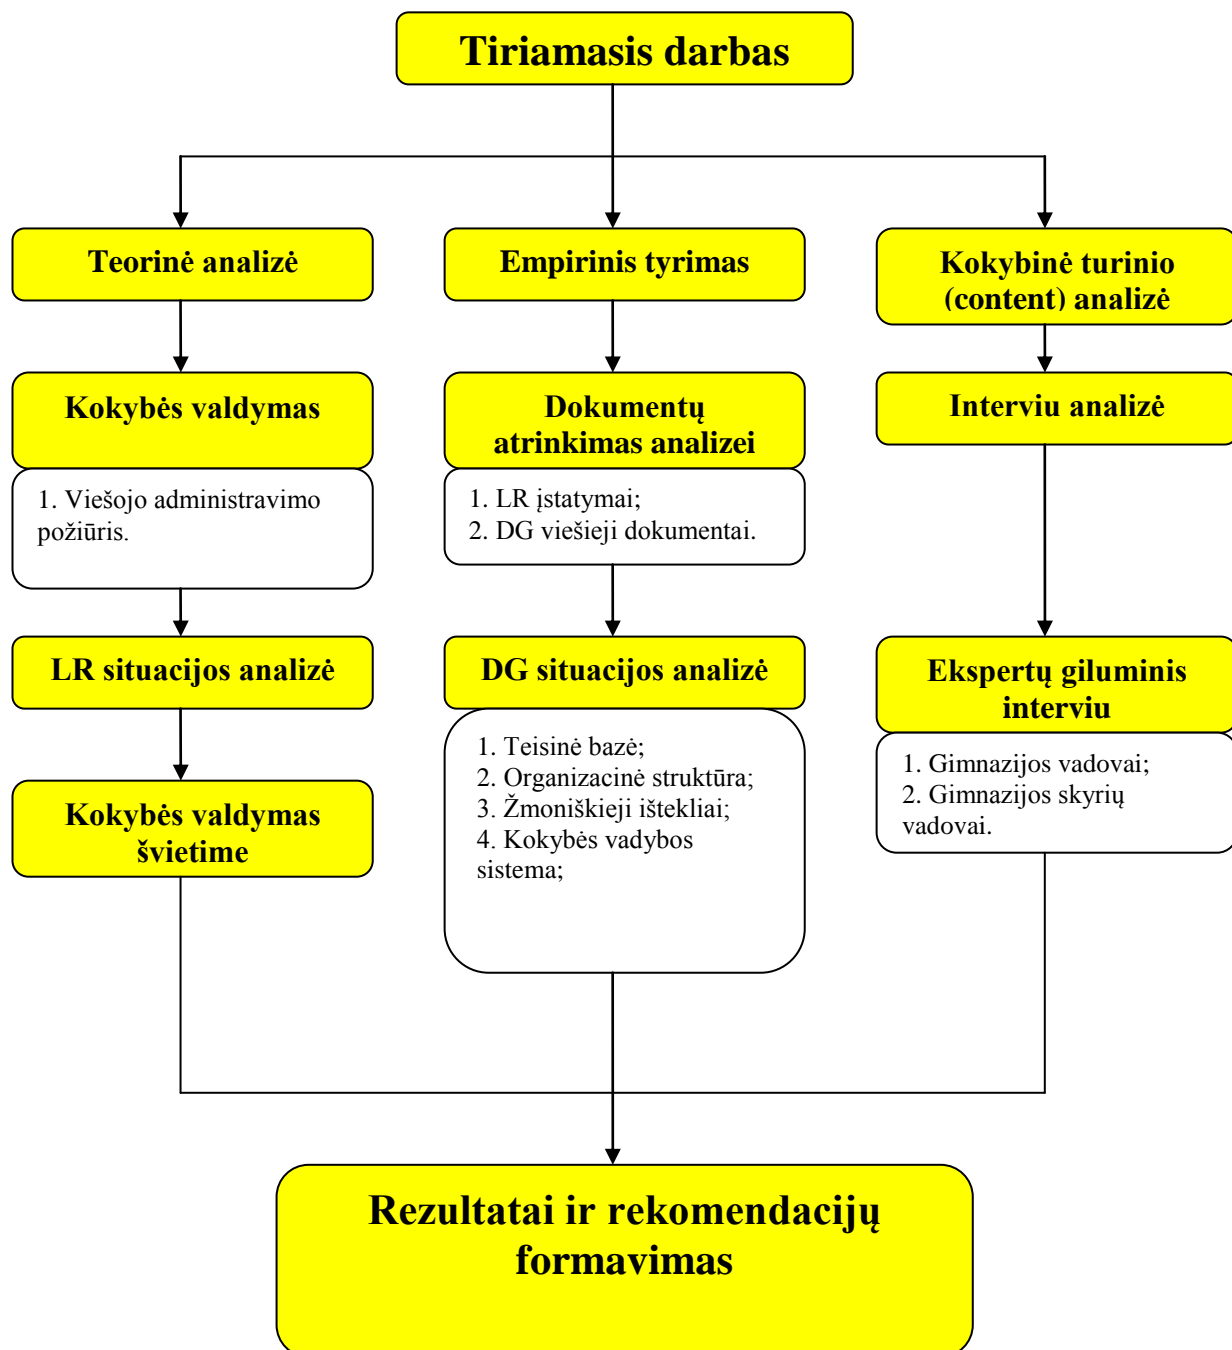 Tiriamasis darbas
Teorinė analizė
Empirinis tyrimas
Kokybinė turinio
(content) analizė
Kokybės valdymas
1. Viešojo administravimo
požiūris.
Dokumentų
atrinkimas analizei
1. LR įstatymai;
2. DG viešieji dokumentai.
Interviu analizė
LR situacijos analizė
DG situacijos analizė
1. Teisinė bazė;
2. Organizacinė struktūra;
3. Žmoniškieji ištekliai;
4. Kokybės vadybos
sistema;
Ekspertų giluminis
interviu
1. Gimnazijos vadovai;
2. Gimnazijos skyrių
vadovai.
Kokybės valdymas
švietime
Rezultatai ir rekomendacijų
formavimas